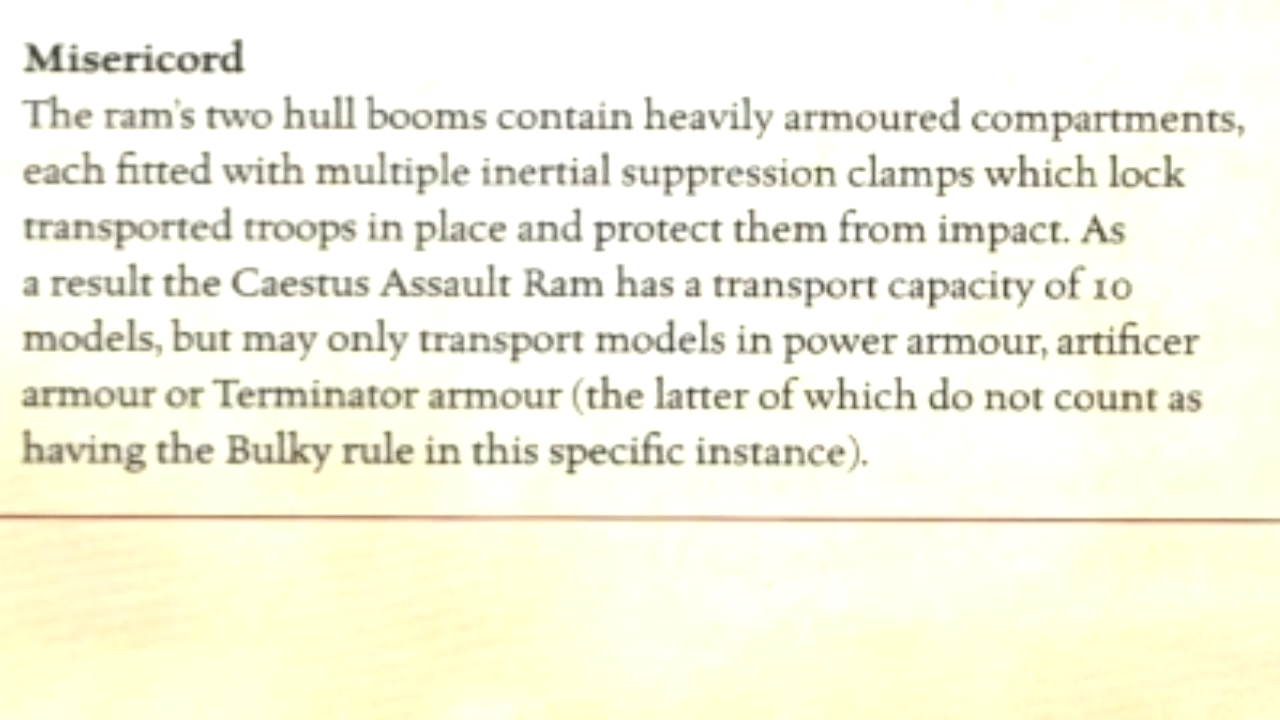 Misericord
The ram's two hull booms contain heavily armoured compartments,
each fitted with multiple inertial suppression clamps which lock
transported troops in place and protect them from impact. As
a result the Caestus Assault Ram has a transport capacity of 10
models, but may only transport models in power armour, artificer
armour or Terminator armour (the latter of which do not count as
having the Bulky rule in this specific instance).